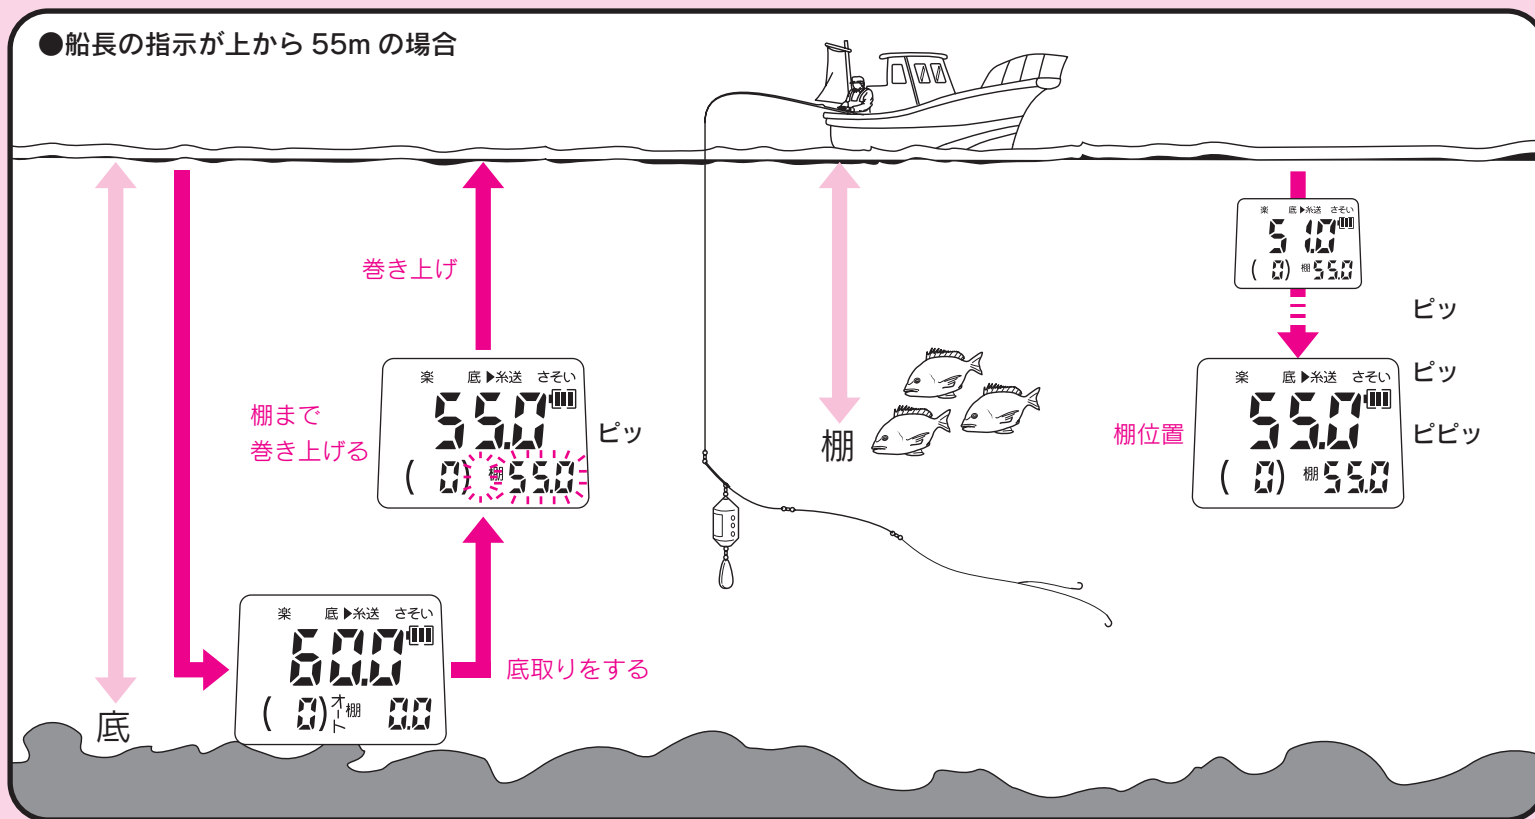 ●船長の指示が上から 55m の場合
巻き上げ
棚まで
巻き上げる
楽 底 ▶糸送 さそい
55.0
( 0) 棚 55.0
ピッ
楽 底 ▶糸送 さそい
60.0
( 0) オート 棚 0.0
底取りをする
底
棚
楽 底 ▶糸送 さそい
51.0
( 0) 棚 55.0
ピッ
棚位置
楽 底 ▶糸送 さそい
55.0
( 0) 棚 55.0
ピッ
ピピッ